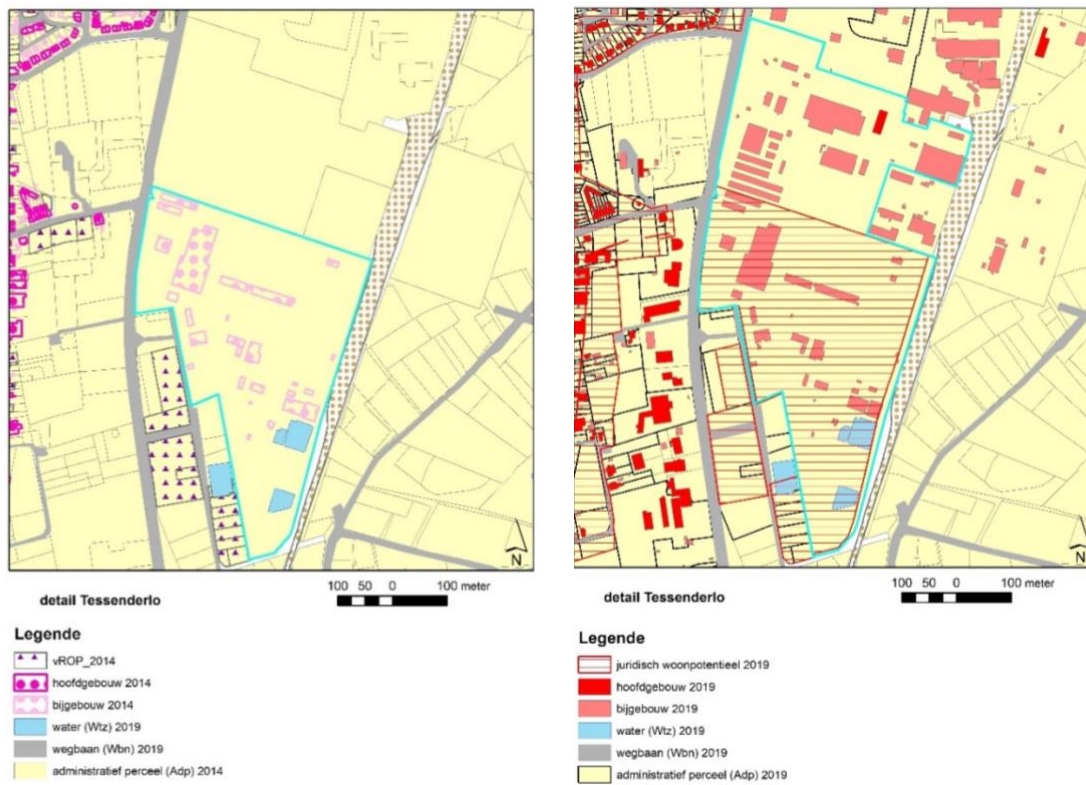 N
100 50 0 100 meter
detail Tessenderlo
Legende
vROP_2014
hoofdgebouw 2014
bijgebouw 2014
water (Wtz) 2019
wegbaan (Wbn) 2019
administratief perceel (Adp) 2014
N
100 50 0 100 meter
detail Tessenderlo
Legende
juridisch woonpotentieel 2019
hoofdgebouw 2019
bijgebouw 2019
water (Wtz) 2019
wegbaan (Wbn) 2019
administratief perceel (Adp) 2019